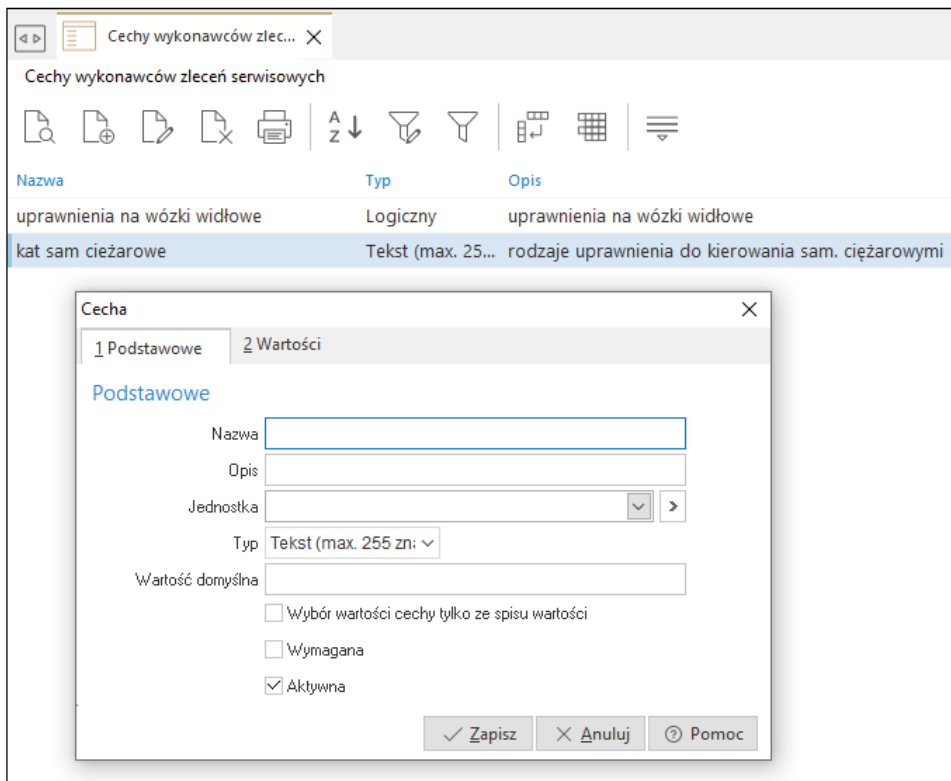 Cechy wykonawców zlec...
Cechy wykonawców zleceń serwisowych
A
Z
Nazwa Typ Opis
uprawnienia na wózki widłowe Logiczny uprawnienia na wózki widłowe
kat sam cieżarowe Tekst (max. 25... rodzaje uprawnienia do kierowania sam. ciężarowymi
Cecha
1 Podstawowe 2 Wartości
Podstawowe
Nazwa
Opis
Jednostka
Typ Tekst (max. 255 zn
Wartość domyślna
Wybór wartości cechy tylko ze spisu wartości
Wymagana
Aktywna
Zapisz Anuluj Pomoc